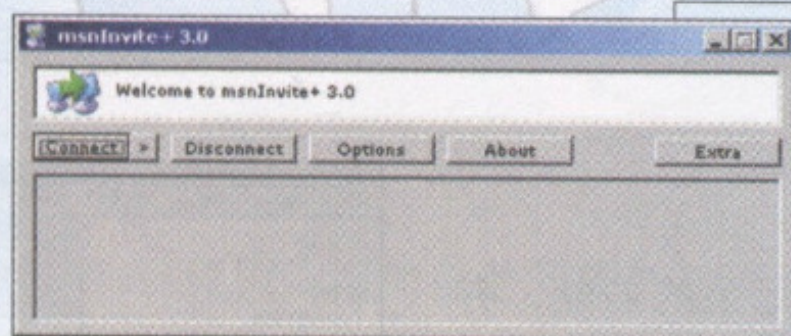 msnInvite+ 3.0
Welcome to msnInvite+ 3.0
Connect » Disconnect Options About Extra